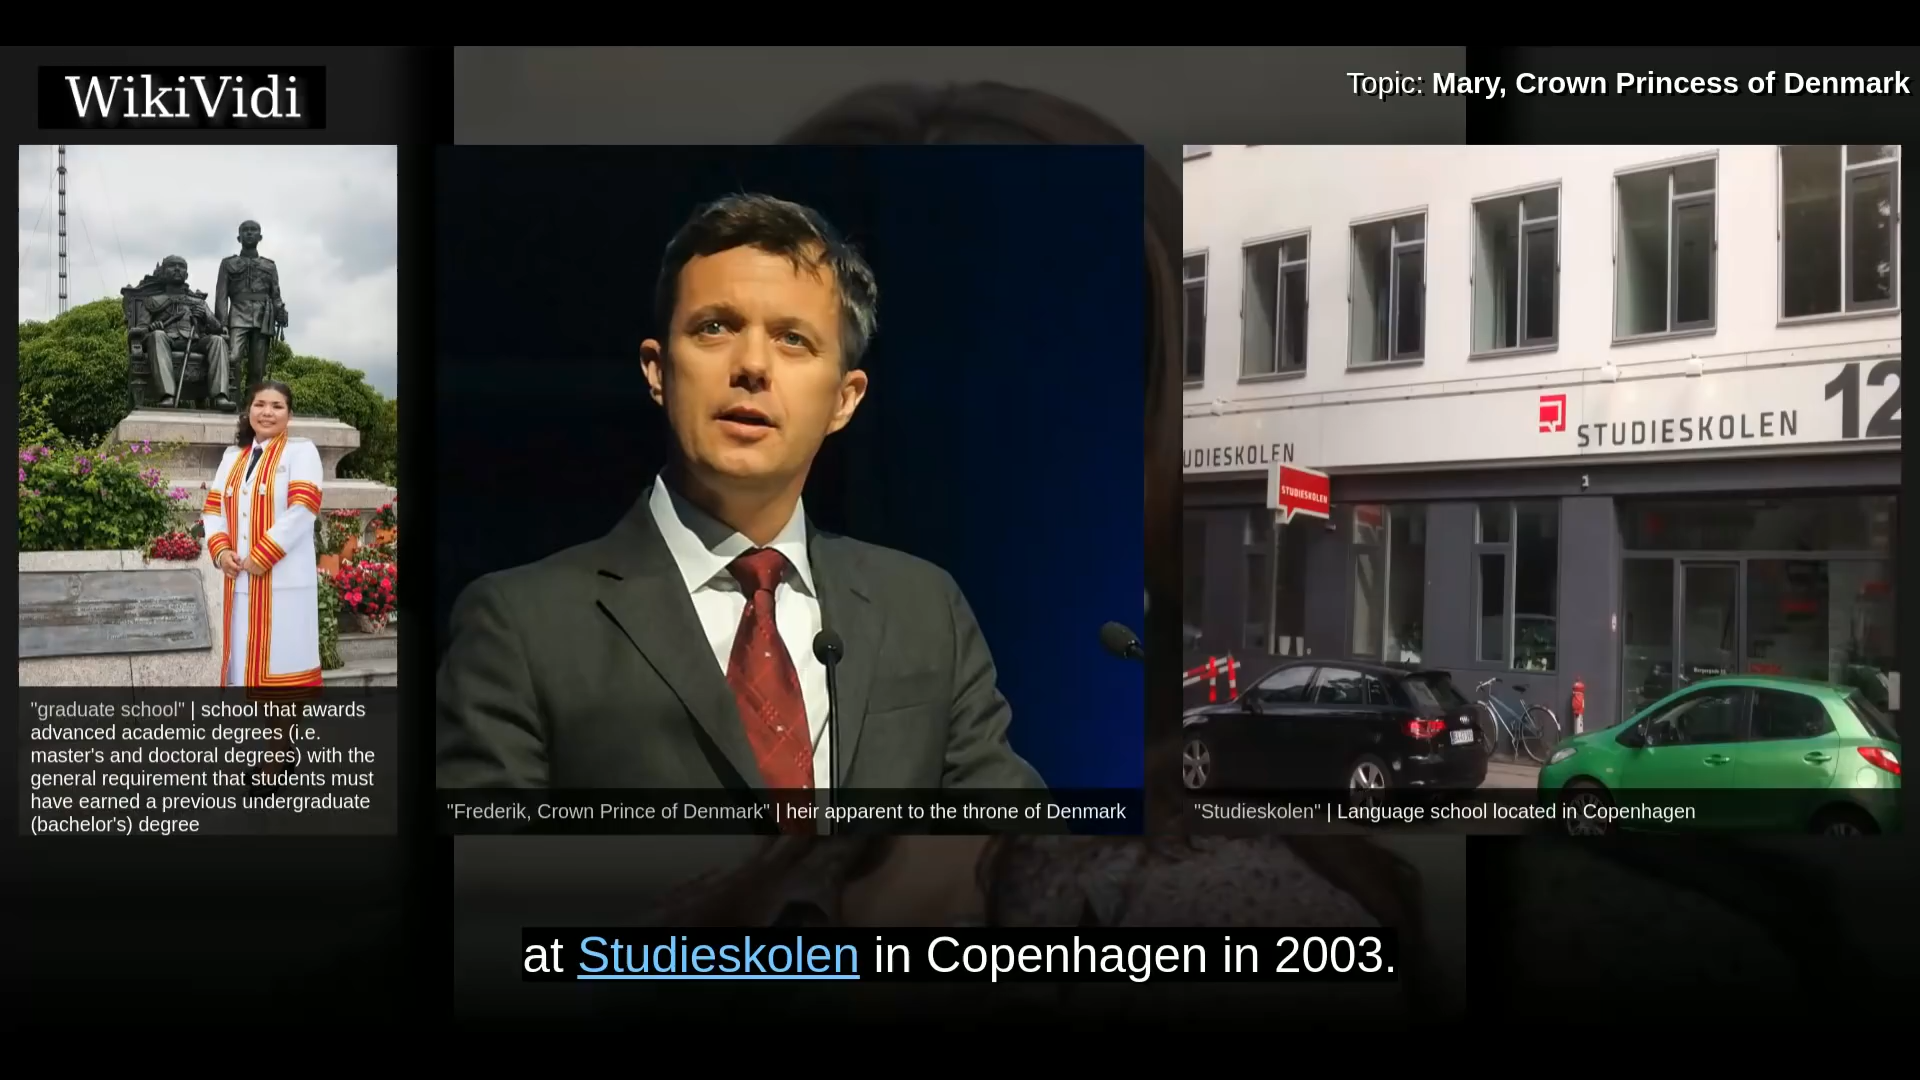 WikiVidi
Topic: Mary, Crown Princess of Denmark
"graduate school" | school that awards
advanced academic degrees (i.e.
master's and doctoral degrees) with the
general requirement that students must
have earned a previous undergraduate
(bachelor's) degree
"Frederik, Crown Prince of Denmark" | heir apparent to the throne of Denmark
STUDIESKOLEN 12
UDIESKOLEN
STUDIESKOLEN
"Studieskolen" | Language school located in Copenhagen
at Studieskolen in Copenhagen in 2003.